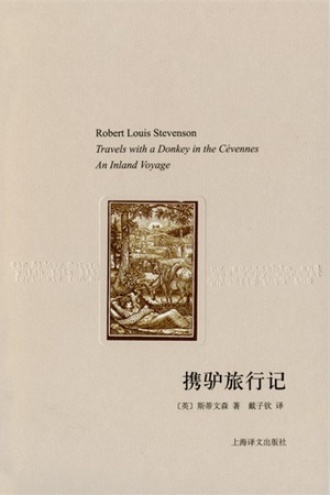 Robert Louis Stevenson
Travels with a Donkey in the Cévennes
An Inland Voyage
携驴旅行记
〔英〕斯蒂文森 著 戴子钦 译
上海译文出版社